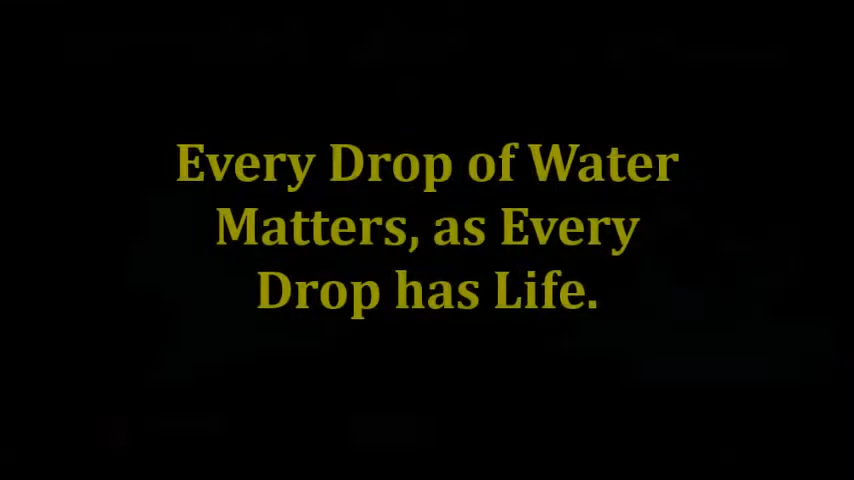 Every Drop of Water
Matters, as Every
Drop has Life.